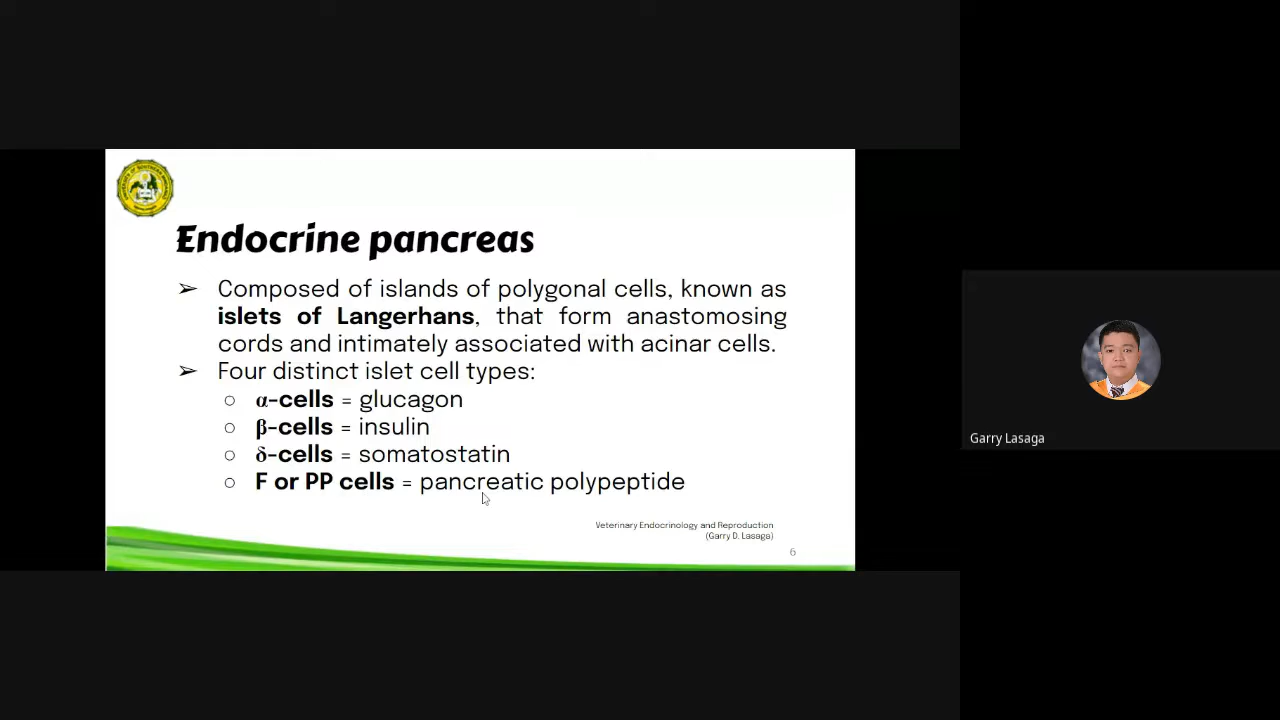 Endocrine pancreas
➢ Composed of islands of polygonal cells, known as
islets of Langerhans, that form anastomosing
cords and intimately associated with acinar cells.
➢ Four distinct islet cell types:
○ α-cells = glucagon
○ β-cells = insulin
○ δ-cells = somatostatin
○ F or PP cells = pancreatic polypeptide
Veterinary Endocrinology and Reproduction
(Garry D. Lasaga)
6
Garry Lasaga